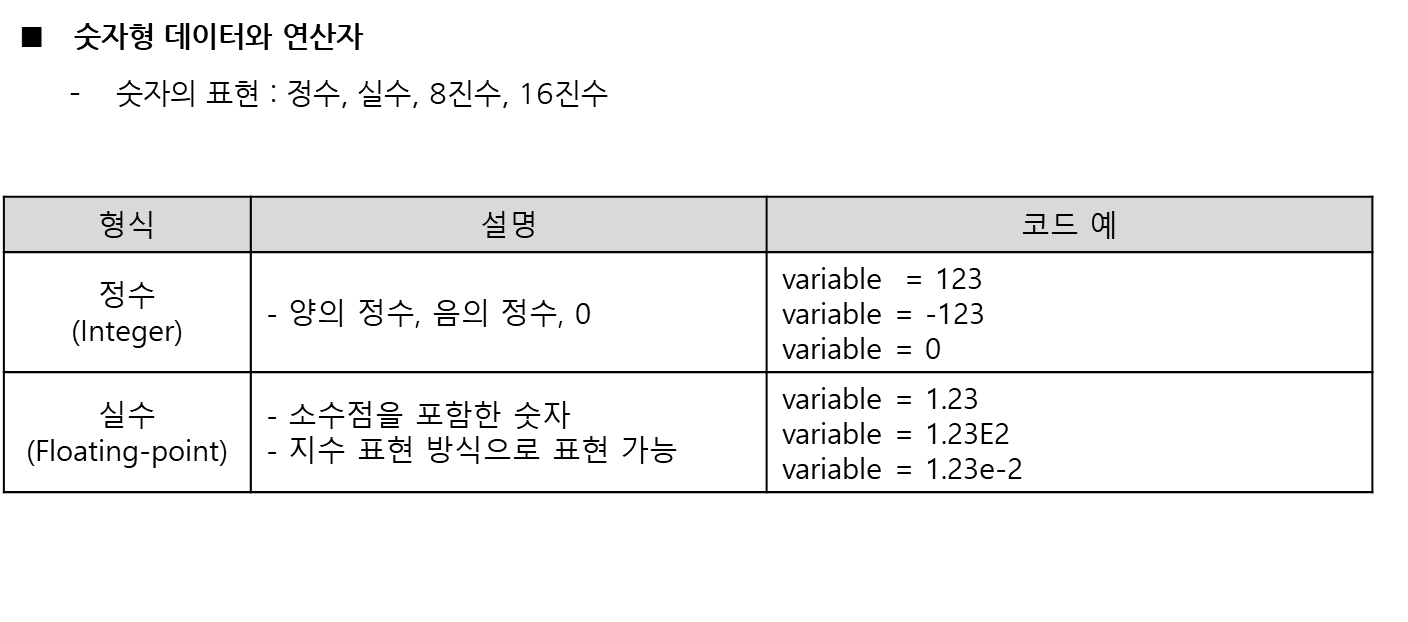 ■ 숫자형 데이터와 연산자
- 숫자의 표현 : 정수, 실수, 8진수, 16진수
형식 설명 코드 예
정수
(Integer)
- 양의 정수, 음의 정수, 0
variable = 123
variable = -123
variable = 0
실수
(Floating-point)
- 소수점을 포함한 숫자
- 지수 표현 방식으로 표현 가능
variable = 1.23
variable = 1.23E2
variable = 1.23e-2